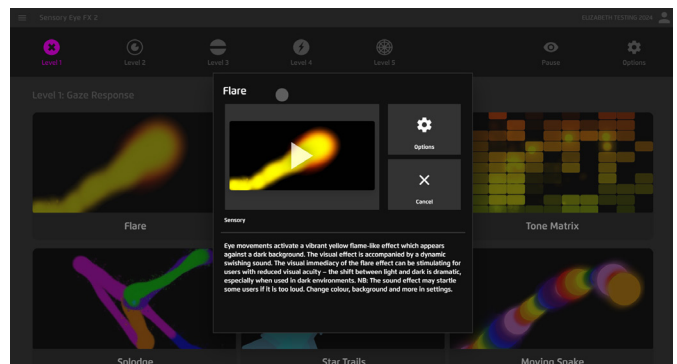 Sensory Eye FX 2
ELIZABETH TESTING 2024
Level 1
Level 2
Level 3
Level 4
Level 5
Pause
Options
Level 1: Gaze Response
Flare
Options
Cancel
Sensory
Eye movements activate a vibrant yellow flame-like effect which appears
against a dark background. The visual effect is accompanied by a dynamic
swishing sound. The visual immediacy of the flare effect can be stimulating for
users with reduced visual acuity – the shift between light and dark is dramatic,
especially when used in dark environments. NB: The sound effect may startle
some users if it is too loud. Change colour, background and more in settings.
Flare
Tone Matrix
Splodge
Star Trails
Moving Snake